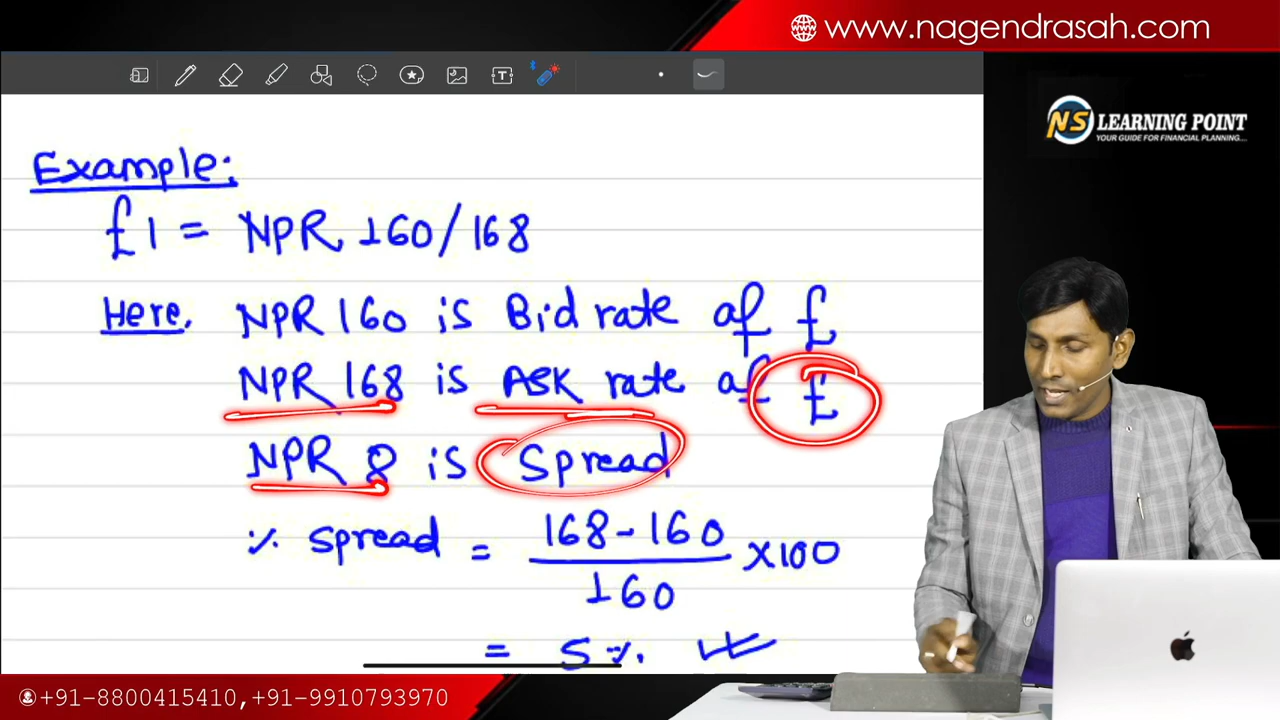 www.nagendrasah.com
NS LEARNING POINT
YOUR GUIDE FOR FINANCIAL PLANNING....
Example:
£1 = NPR 160/168
Here, NPR 160 is Bid rate of £
NPR 168 is ASK rate of £
NPR 8 is Spread
% spread = 168-160
160
×100
= 5%
+91-8800415410,+91-9910793970